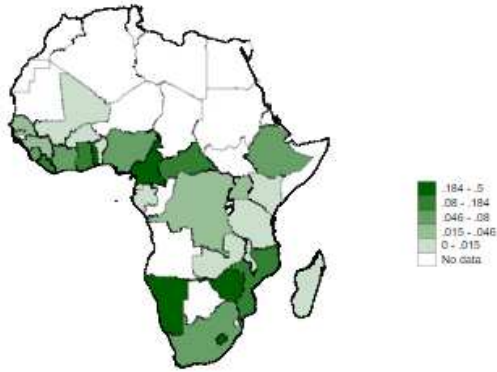 .184 - .5
.08 - .184
.046 - .08
.015 - .046
0 - .015
No data